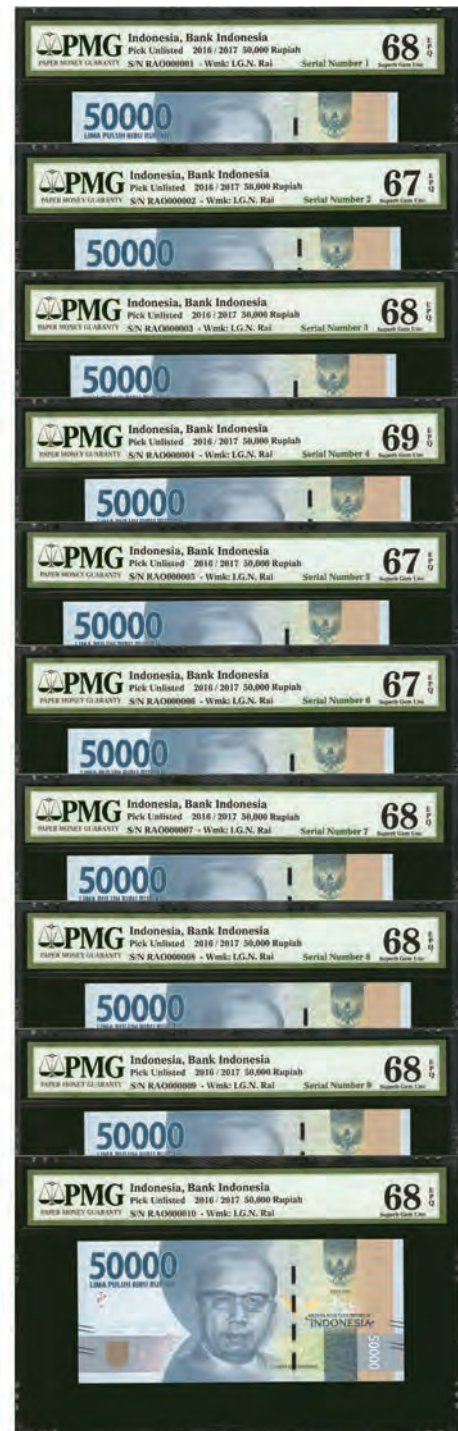 PMG Indonesia, Bank Indonesia 68 EPQ
Pick Unlisted 2016 / 2017 50,000 Rupiah
PAPER MONEY GUARANTY S/N RAO000001 - Wmk: I.G.N. Rai Serial Number 1 Superb Gem Unc
50000
LIMA PULUH RIBU RUPIAH
PMG Indonesia, Bank Indonesia 67 EPQ
Pick Unlisted 2016 / 2017 50,000 Rupiah
PAPER MONEY GUARANTY S/N RAO000002 - Wmk: I.G.N. Rai Serial Number 2 Superb Gem Unc
50000
PMG Indonesia, Bank Indonesia 68 EPQ
Pick Unlisted 2016 / 2017 50,000 Rupiah
PAPER MONEY GUARANTY S/N RAO000003 - Wmk: I.G.N. Rai Serial Number 3 Superb Gem Unc
50000
PMG Indonesia, Bank Indonesia 69 EPQ
Pick Unlisted 2016 / 2017 50,000 Rupiah
PAPER MONEY GUARANTY S/N RAO000004 - Wmk: I.G.N. Rai Serial Number 4 Superb Gem Unc
50000
PMG Indonesia, Bank Indonesia 67 EPQ
Pick Unlisted 2016 / 2017 50,000 Rupiah
PAPER MONEY GUARANTY S/N RAO000005 - Wmk: I.G.N. Rai Serial Number 5 Superb Gem Unc
50000
PMG Indonesia, Bank Indonesia 67 EPQ
Pick Unlisted 2016 / 2017 50,000 Rupiah
PAPER MONEY GUARANTY S/N RAO000006 - Wmk: I.G.N. Rai Serial Number 6 Superb Gem Unc
50000
PMG Indonesia, Bank Indonesia 68 EPQ
Pick Unlisted 2016 / 2017 50,000 Rupiah
PAPER MONEY GUARANTY S/N RAO000007 - Wmk: I.G.N. Rai Serial Number 7 Superb Gem Unc
50000
PMG Indonesia, Bank Indonesia 68 EPQ
Pick Unlisted 2016 / 2017 50,000 Rupiah
PAPER MONEY GUARANTY S/N RAO000008 - Wmk: I.G.N. Rai Serial Number 8 Superb Gem Unc
50000
PMG Indonesia, Bank Indonesia 68 EPQ
Pick Unlisted 2016 / 2017 50,000 Rupiah
PAPER MONEY GUARANTY S/N RAO000009 - Wmk: I.G.N. Rai Serial Number 9 Superb Gem Unc
50000
PMG Indonesia, Bank Indonesia 68 EPQ
Pick Unlisted 2016 / 2017 50,000 Rupiah
PAPER MONEY GUARANTY S/N RAO000010 - Wmk: I.G.N. Rai Superb Gem Unc
50000
LIMA PULUH RIBU RUPIAH
INDONESIA
50000